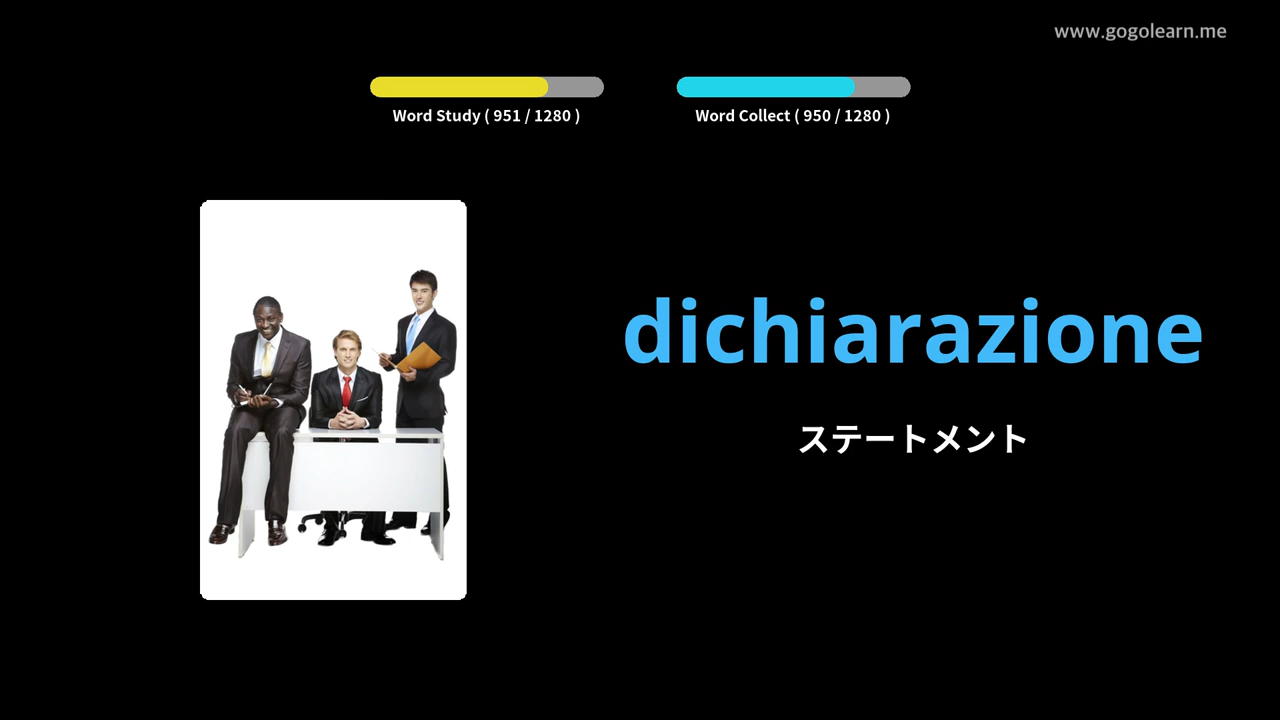 www.gogolearn.me
Word Study ( 951 / 1280 )
Word Collect ( 950 / 1280 )
dichiarazione
ステートメント